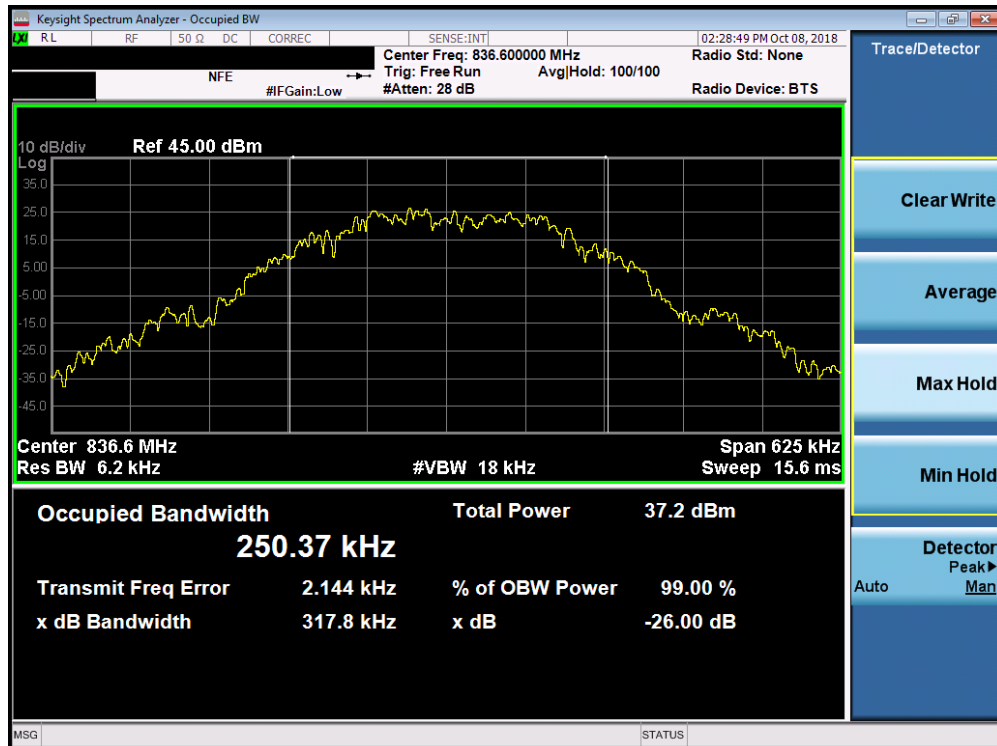 Keysight Spectrum Analyzer - Occupied BW
LXI RL RF 50 Ω DC CORREC SENSE:INT 02:28:49 PM Oct 08, 2018
Center Freq: 836.600000 MHz Radio Std: None
NFE Trig: Free Run Avg|Hold: 100/100
#IFGain:Low #Atten: 28 dB Radio Device: BTS
10 dB/div Ref 45.00 dBm
Log
35.0
25.0
15.0
5.00
-5.00
-15.0
-25.0
-35.0
-45.0
Center 836.6 MHz Span 625 kHz
Res BW 6.2 kHz #VBW 18 kHz Sweep 15.6 ms
Occupied Bandwidth Total Power 37.2 dBm
250.37 kHz
Transmit Freq Error 2.144 kHz % of OBW Power 99.00 %
x dB Bandwidth 317.8 kHz x dB -26.00 dB
MSG STATUS
Trace/Detector
Clear Write
Average
Max Hold
Min Hold
Detector
Peak▶
Auto Man